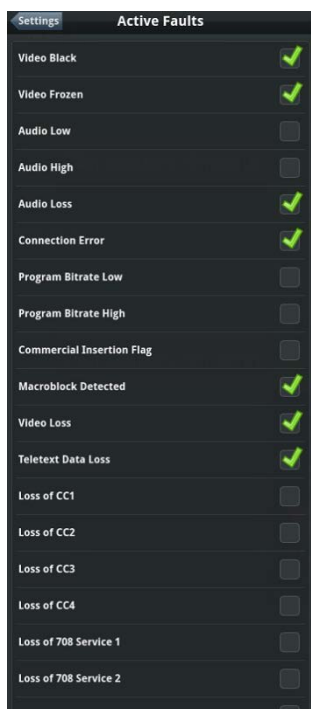 Settings
Active Faults
Video Black
Video Frozen
Audio Low
Audio High
Audio Loss
Connection Error
Program Bitrate Low
Program Bitrate High
Commercial Insertion Flag
Macroblock Detected
Video Loss
Teletext Data Loss
Loss of CC1
Loss of CC2
Loss of CC3
Loss of CC4
Loss of 708 Service 1
Loss of 708 Service 2